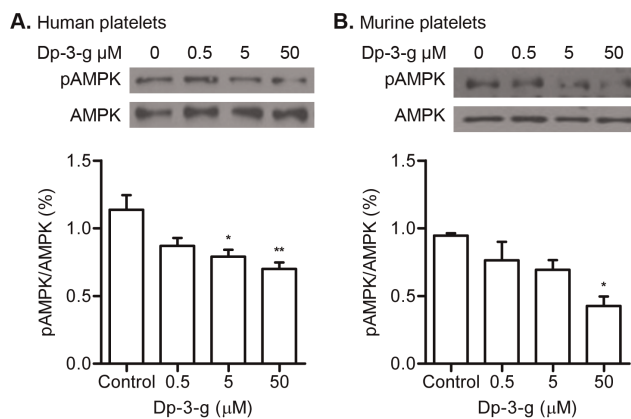 A. Human platelets
Dp-3-g μM 0 0.5 5 50
pAMPK
AMPK
pAMPK/AMPK (%)
1.5
1.0
0.5
0.0
*
**
Control 0.5 5 50
Dp-3-g (μM)
B. Murine platelets
Dp-3-g μM 0 0.5 5 50
pAMPK
AMPK
pAMPK/AMPK (%)
1.5
1.0
0.5
0.0
*
Control 0.5 5 50
Dp-3-g (μM)